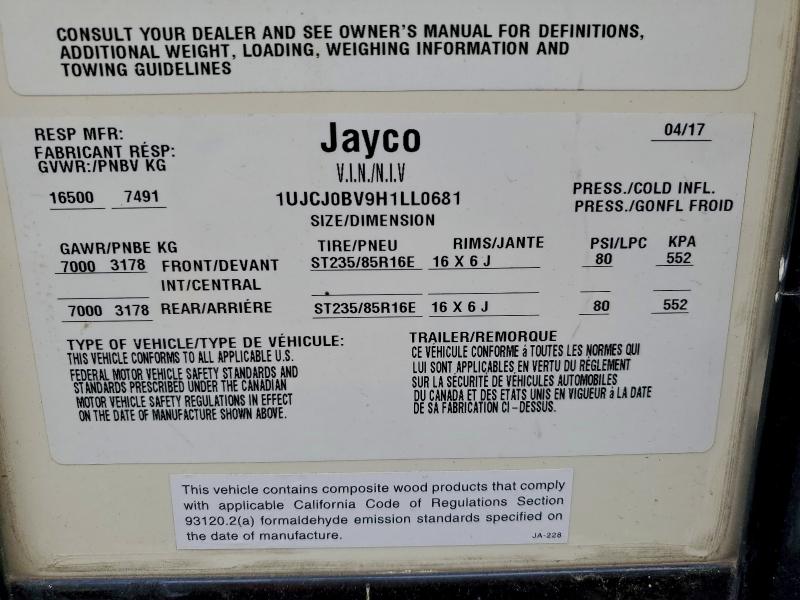 CONSULT YOUR DEALER AND SEE OWNER'S MANUAL FOR DEFINITIONS,
ADDITIONAL WEIGHT, LOADING, WEIGHING INFORMATION AND
TOWING GUIDELINES
RESP MFR: Jayco 04/17
FABRICANT RÉSP:
GVWR:/PNBV KG V.I.N./N.I.V
16500 7491 1UJCJ0BV9H1LL0681 PRESS./COLD INFL.
SIZE/DIMENSION PRESS./GONFL FROID
GAWR/PNBE KG TIRE/PNEU RIMS/JANTE PSI/LPC KPA
7000 3178 FRONT/DEVANT ST235/85R16E 16 X 6 J 80 552
INT/CENTRAL
7000 3178 REAR/ARRIÉRE ST235/85R16E 16 X 6 J 80 552
TYPE OF VEHICLE/TYPE DE VÉHICULE: TRAILER/REMORQUE
THIS VEHICLE CONFORMS TO ALL APPLICABLE U.S.
FEDERAL MOTOR VEHICLE SAFETY STANDARDS AND
STANDARDS PRESCRIBED UNDER THE CANADIAN
MOTOR VEHICLE SAFETY REGULATIONS IN EFFECT
ON THE DATE OF MANUFACTURE SHOWN ABOVE.
CE VÉHICULE CONFORME à TOUTES LES NORMES QUI
LUI SONT APPLICABLES EN VERTU DU RÉGLEMENT
SUR LA SÉCURITÉ DE VÉHICULES AUTOMOBILES
DU CANADA ET DES ETATS UNIS EN VIGUEUR à LA DATE
DE SA FABRICATION CI-DESSUS.
This vehicle contains composite wood products that comply
with applicable California Code of Regulations Section
93120.2(a) formaldehyde emission standards specified on
the date of manufacture. JA-228